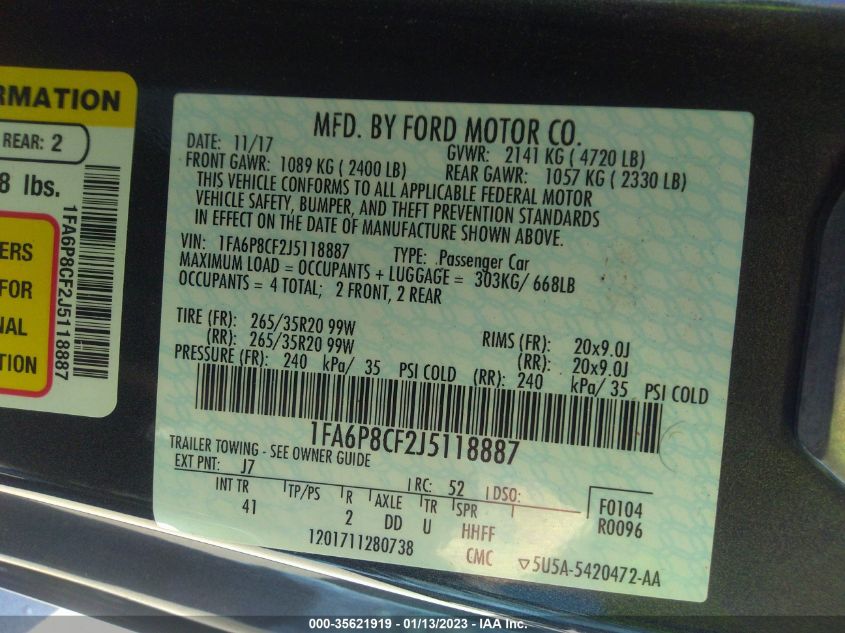 RMATION
REAR: 2
8 lbs.
ERS
FOR
NAL
TION
1FA6P8CF2J5118887
MFD. BY FORD MOTOR CO.
DATE: 11/17 GVWR: 2141 KG ( 4720 LB)
FRONT GAWR: 1089 KG ( 2400 LB) REAR GAWR: 1057 KG ( 2330 LB)
THIS VEHICLE CONFORMS TO ALL APPLICABLE FEDERAL MOTOR
VEHICLE SAFETY, BUMPER, AND THEFT PREVENTION STANDARDS
IN EFFECT ON THE DATE OF MANUFACTURE SHOWN ABOVE.
VIN: 1FA6P8CF2J5118887 TYPE: Passenger Car
MAXIMUM LOAD = OCCUPANTS + LUGGAGE = 303KG/ 668LB
OCCUPANTS = 4 TOTAL; 2 FRONT, 2 REAR
TIRE (FR): 265/35R20 99W RIMS (FR): 20x9.0J
(RR): 265/35R20 99W (RR): 20x9.0J
PRESSURE (FR): 240 kPa/ 35 PSI COLD (RR): 240 kPa/ 35 PSI COLD
1FA6P8CF2J5118887
TRAILER TOWING - SEE OWNER GUIDE
EXT PNT: J7 RC: 52 DSO: F0104
INT TR TP/PS R AXLE TR SPR R0096
41 2 DD U HHFF
1201711280738 CMC ▽5U5A-5420472-AA
000-35621919 - 01/13/2023 - IAA Inc.